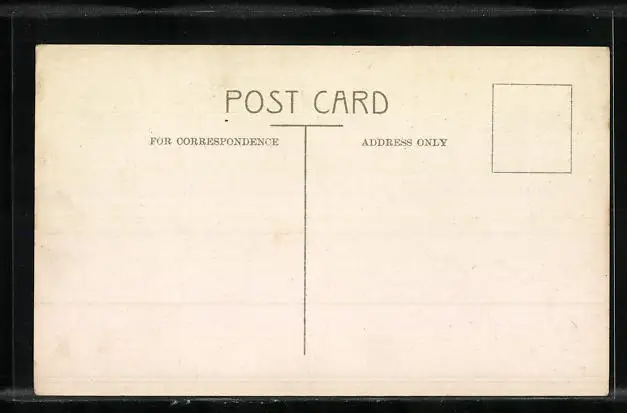 POST CARD
FOR CORRESPONDENCE
ADDRESS ONLY